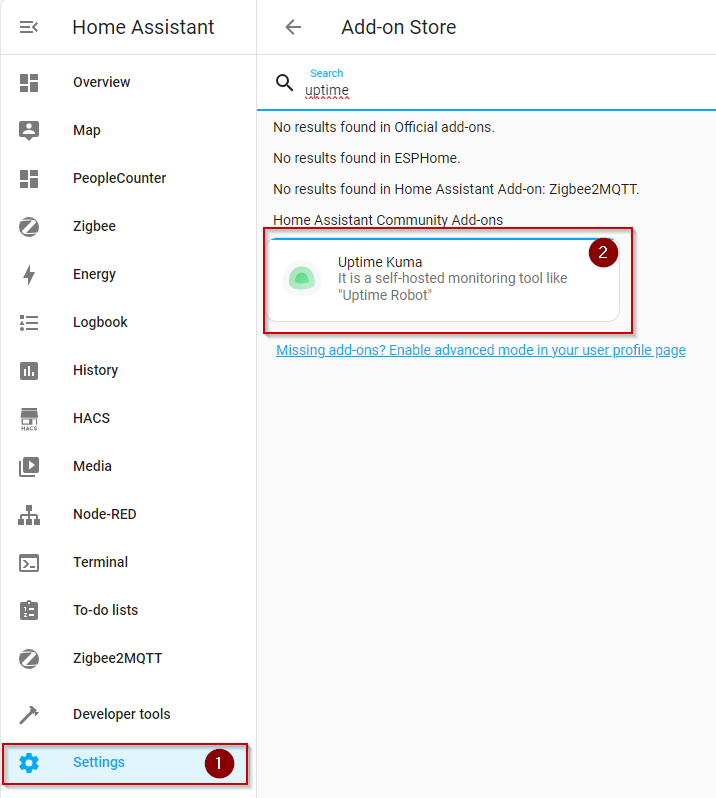 Home Assistant
Add-on Store
Overview
Map
PeopleCounter
Zigbee
Energy
Logbook
History
HACS
HACS
Media
Node-RED
Terminal
To-do lists
Zigbee2MQTT
Developer tools
Settings
1
Search
uptime
No results found in Official add-ons.
No results found in ESPHome.
No results found in Home Assistant Add-on: Zigbee2MQTT.
Home Assistant Community Add-ons
Uptime Kuma
2
It is a self-hosted monitoring tool like
"Uptime Robot"
Missing add-ons? Enable advanced mode in your user profile page